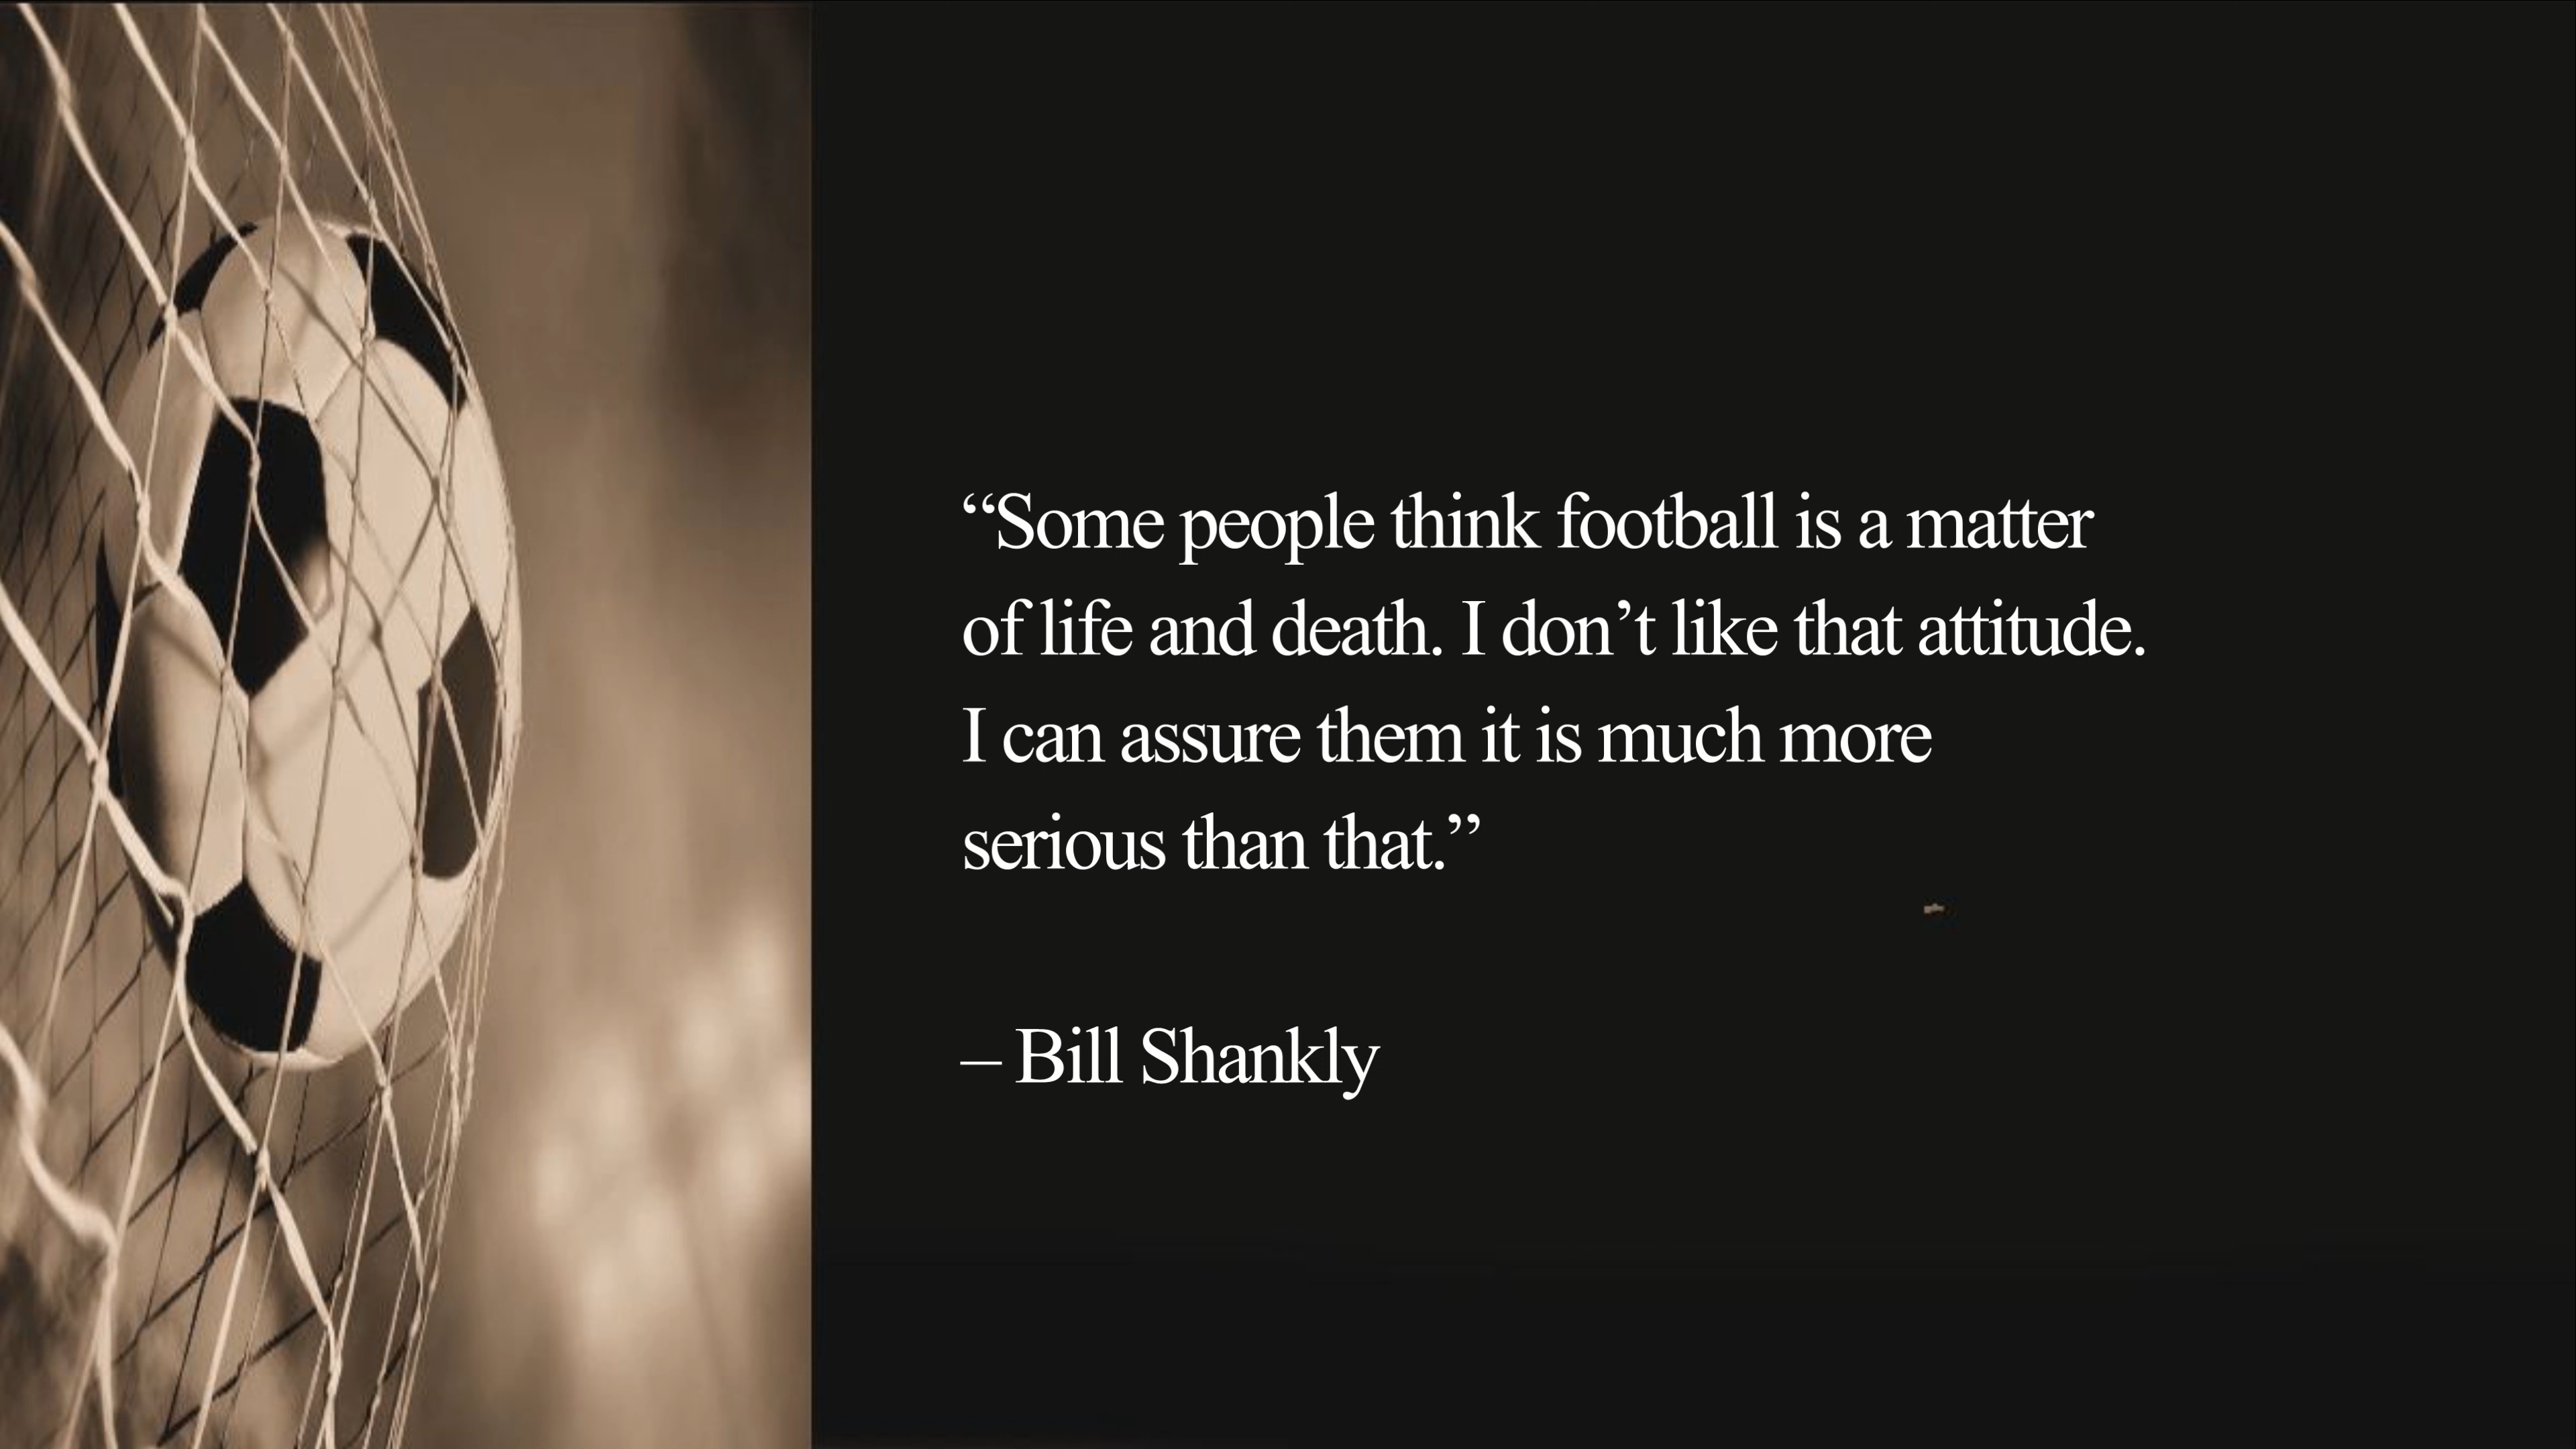 “Some people think football is a matter
of life and death. I don’t like that attitude.
I can assure them it is much more
serious than that.”
– Bill Shankly